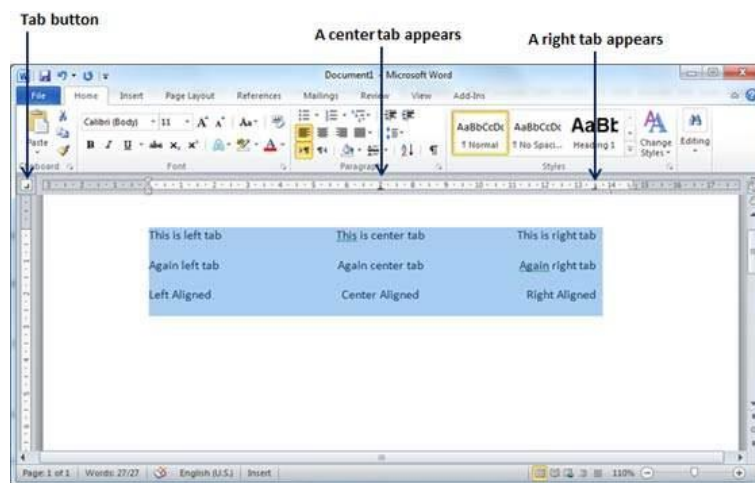 Tab button
A center tab appears
A right tab appears
Document1 - Microsoft Word
File Home Insert Page Layout References Mailings Review View Add-Ins
Calibri (Body) 11 A A Aa
Paste
B I U abc x, x² A
AaBbCcDc AaBbCcDc AaBb
¶ Normal ¶ No Spaci... Heading 1
Change Styles
Editing
Clipboard Font Paragraph Styles
This is left tab This is center tab This is right tab
Again left tab Again center tab Again right tab
Left Aligned Center Aligned Right Aligned
Page: 1 of 1 Words: 27/27 English (U.S.) Insert 110%